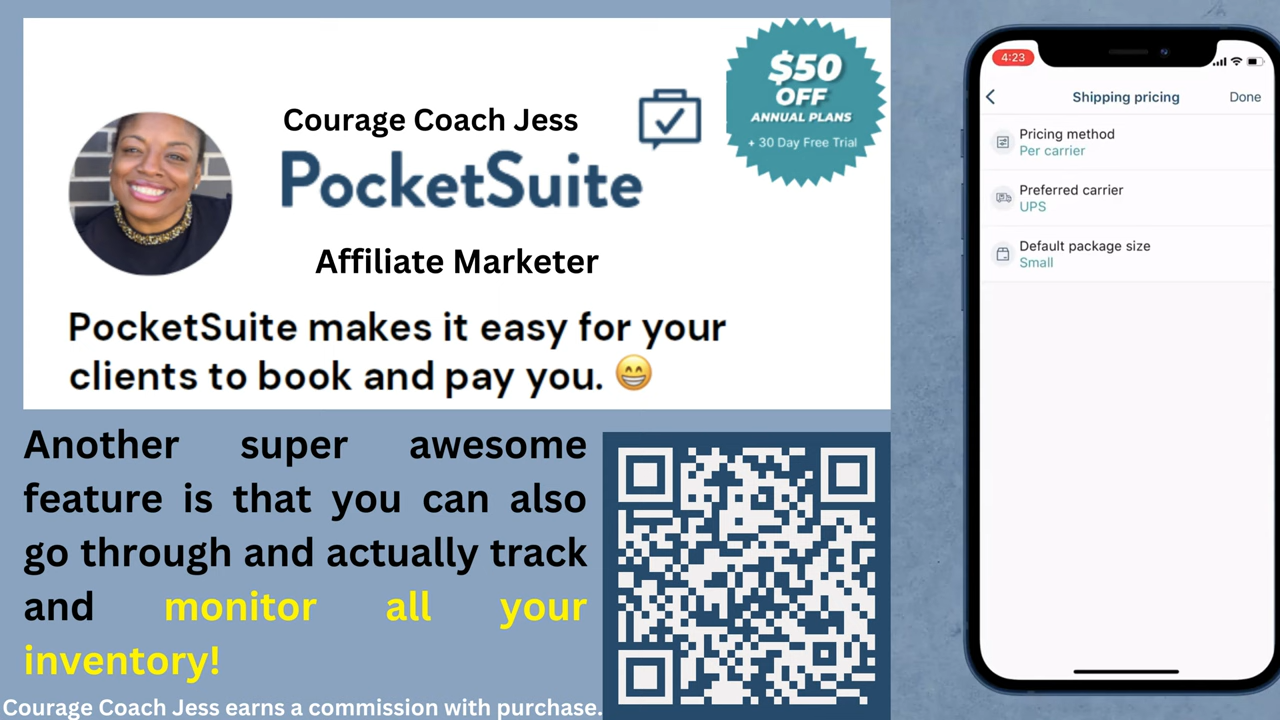 Courage Coach Jess
PocketSuite
Affiliate Marketer
$50
OFF
ANNUAL PLANS
+ 30 Day Free Trial
PocketSuite makes it easy for your
clients to book and pay you. 😁
Another super awesome
feature is that you can also
go through and actually track
and monitor all your
inventory!
Courage Coach Jess earns a commission with purchase.
4:23
Shipping pricing
Done
Pricing method
Per carrier
Preferred carrier
UPS
Default package size
Small